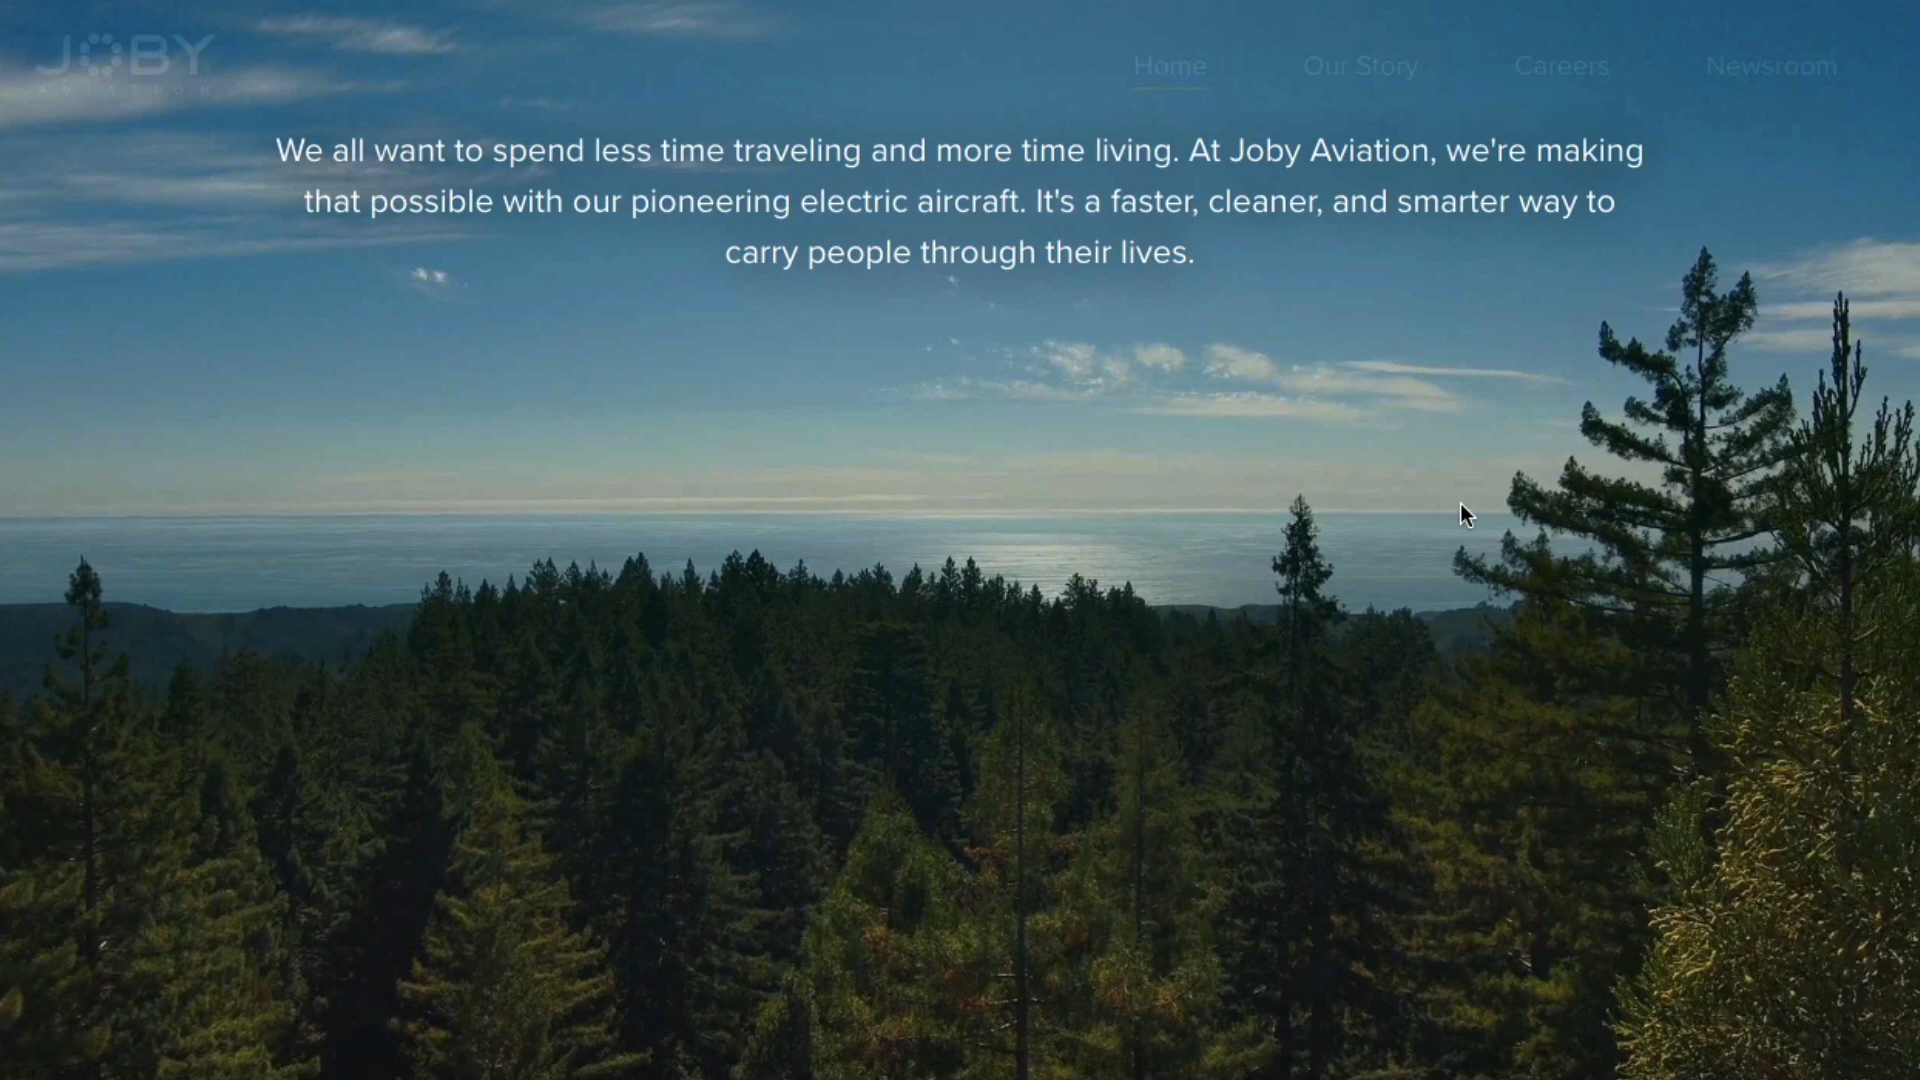 JOBY
AVIATION
Home
Our Story
Careers
Newsroom
We all want to spend less time traveling and more time living. At Joby Aviation, we're making
that possible with our pioneering electric aircraft. It's a faster, cleaner, and smarter way to
carry people through their lives.